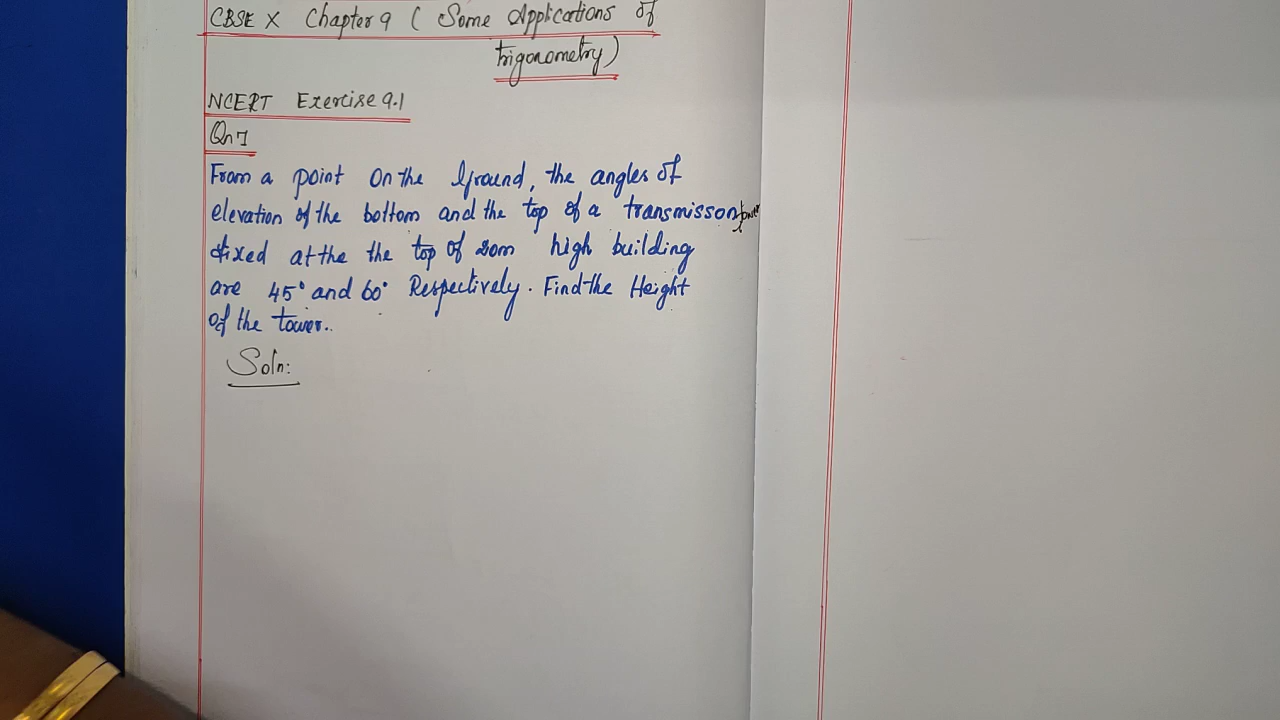 CBSE X Chapter 9 ( Some Applications of
trigonometry)
NCERT Exercise 9.1
Qn 7
From a point on the Ground, the angles of
elevation of the bottom and the top of a transmisson tower
fixed at the the top of 20m high building
are 45° and 60° Respectively. Find the Height
of the tower..
Soln: